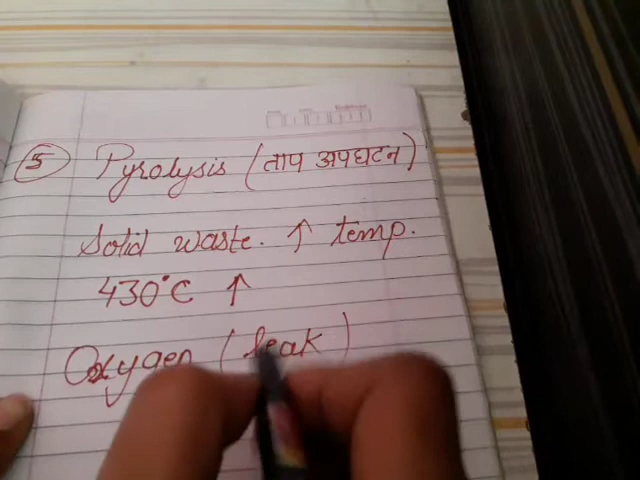 5 Pyrolysis (ताप अपघटन)
Solid waste. ↑ temp.
430°C ↑
Oxygen (leak)